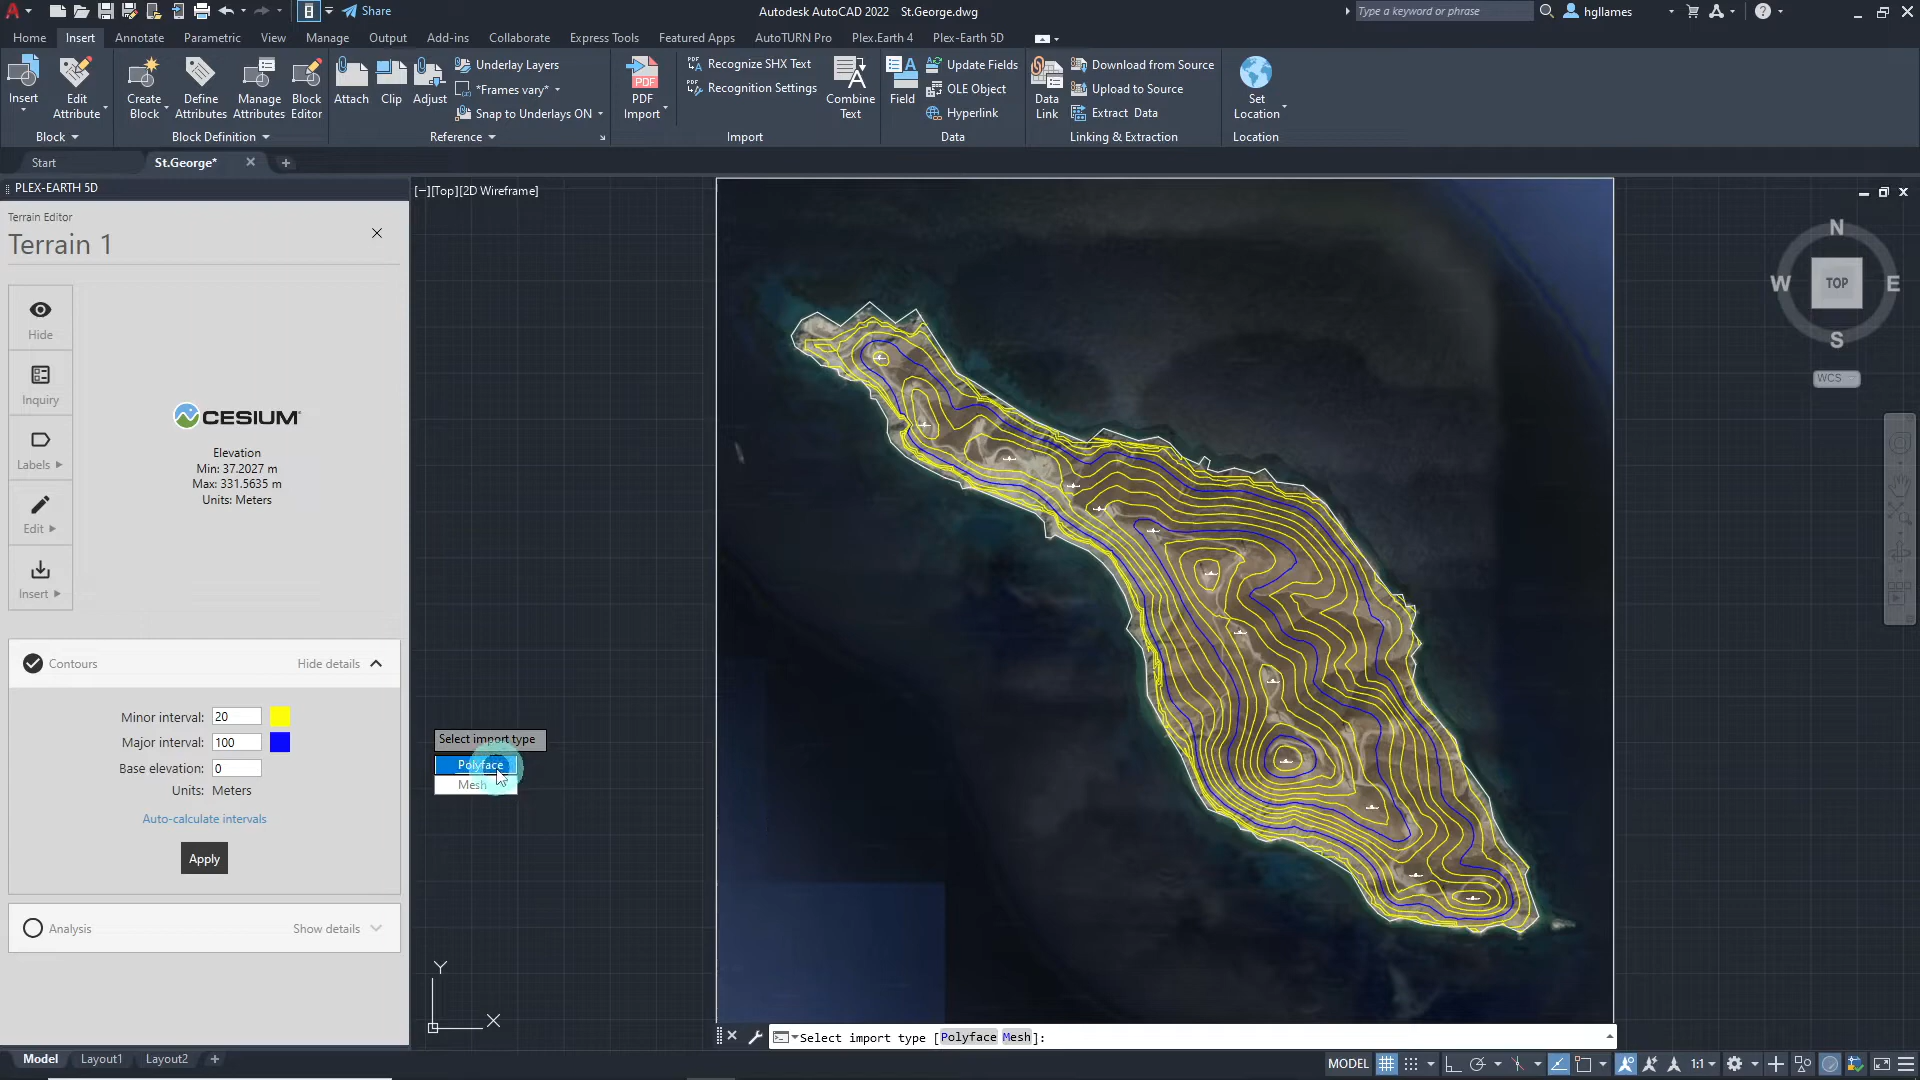 Share
Autodesk AutoCAD 2022 St.George.dwg
Type a keyword or phrase
hgllames
Home Insert Annotate Parametric View Manage Output Add-ins Collaborate Express Tools Featured Apps AutoTURN Pro Plex.Earth 4 Plex-Earth 5D
Insert
Edit
Attribute
Block
Create
Block
Define
Attributes
Manage
Attributes
Block
Editor
Block Definition
Attach
Clip
Adjust
Underlay Layers
*Frames vary*
Snap to Underlays ON
Reference
PDF
PDF
Import
PDF
Recognize SHX Text
Recognition Settings
A
Combine
Text
Import
A
Field
Update Fields
OLE Object
Hyperlink
Data
Data
Link
Download from Source
Upload to Source
Extract Data
Linking & Extraction
Set
Location
Location
Start
St.George*
PLEX-EARTH 5D
Terrain Editor
Terrain 1
Hide
Inquiry
Labels
Edit
Insert
CESIUM
Elevation
Min: 37.2027 m
Max: 331.5635 m
Units: Meters
Contours
Hide details
Minor interval: 20
Major interval: 100
Base elevation: 0
Units: Meters
Auto-calculate intervals
Apply
Analysis
Show details
[−][Top][2D Wireframe]
Select import type
Polyface
Mesh
Y
X
N
W
TOP
E
S
WCS
Select import type [Polyface Mesh]:
Model Layout1 Layout2
MODEL
1:1